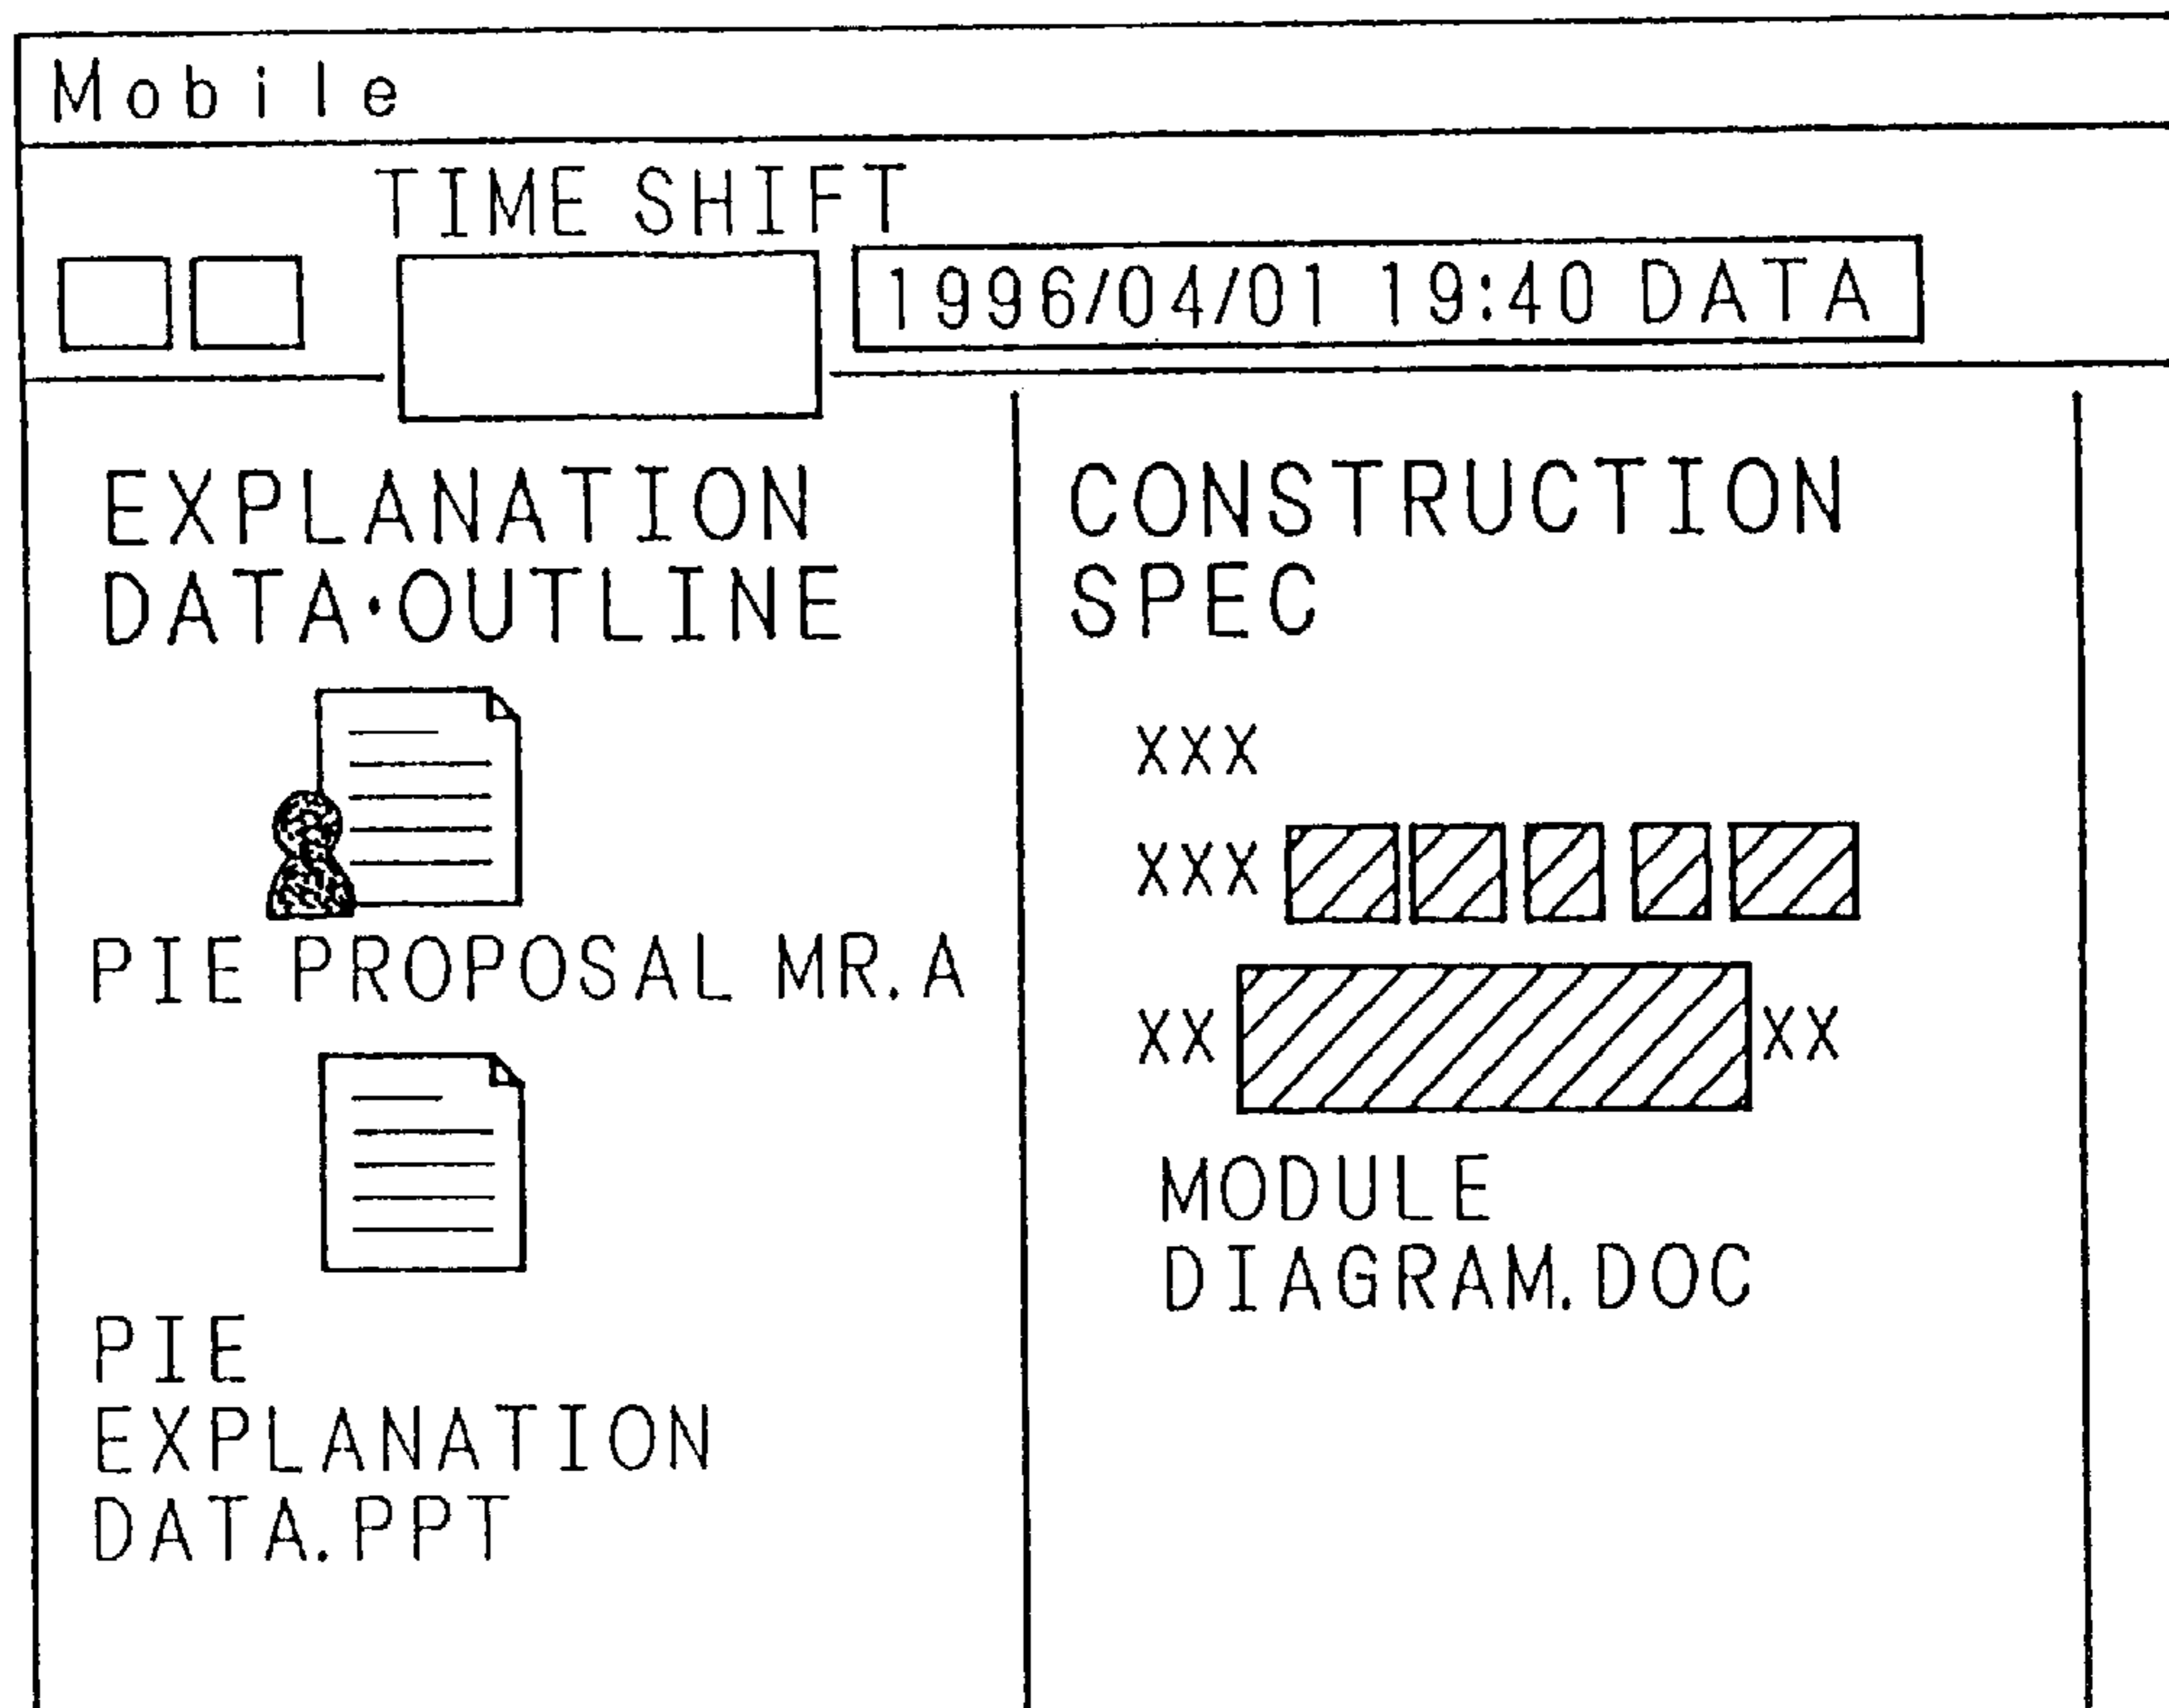 Mobile
TIME SHIFT
1996/04/01 19:40 DATA
EXPLANATION
DATA·OUTLINE
PIE PROPOSAL MR.A
PIE
EXPLANATION
DATA.PPT
CONSTRUCTION
SPEC
XXX
XXX
XX XX
MODULE
DIAGRAM.DOC